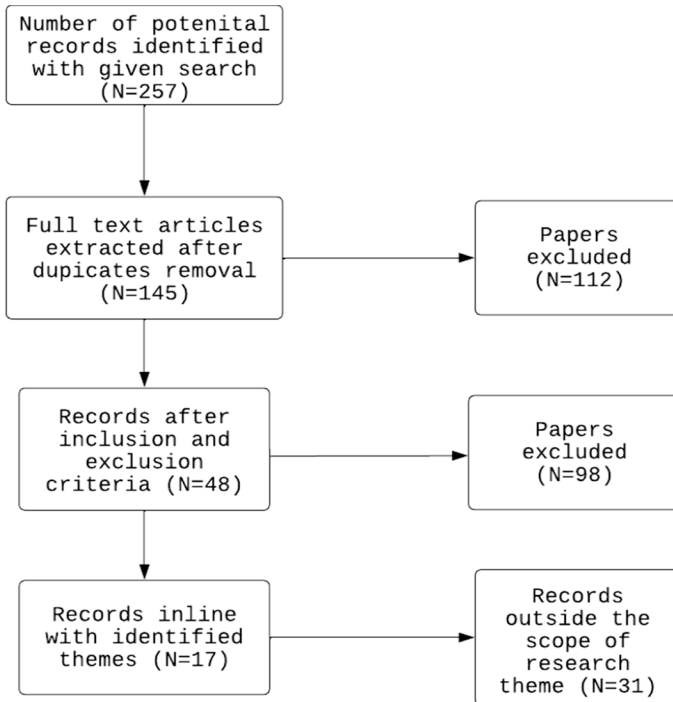 Number of potenital
records identified
with given search
(N=257)
Full text articles
extracted after
dupicates removal
(N=145)
Papers
excluded
(N=112)
Records after
inclusion and
exclusion
criteria (N=48)
Papers
excluded
(N=98)
Records inline
with identified
themes (N=17)
Records
outside the
scope of
research
theme (N=31)